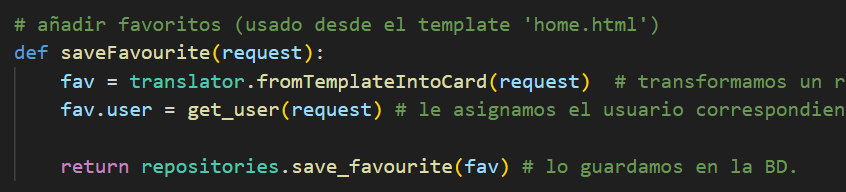 # añadir favoritos (usado desde el template 'home.html')
def saveFavourite(request):
    fav = translator.fromTemplateIntoCard(request)  # transformamos un
    fav.user = get_user(request) # le asignamos el usuario
    return repositories.save_favourite(fav) # lo guardamos en la BD.